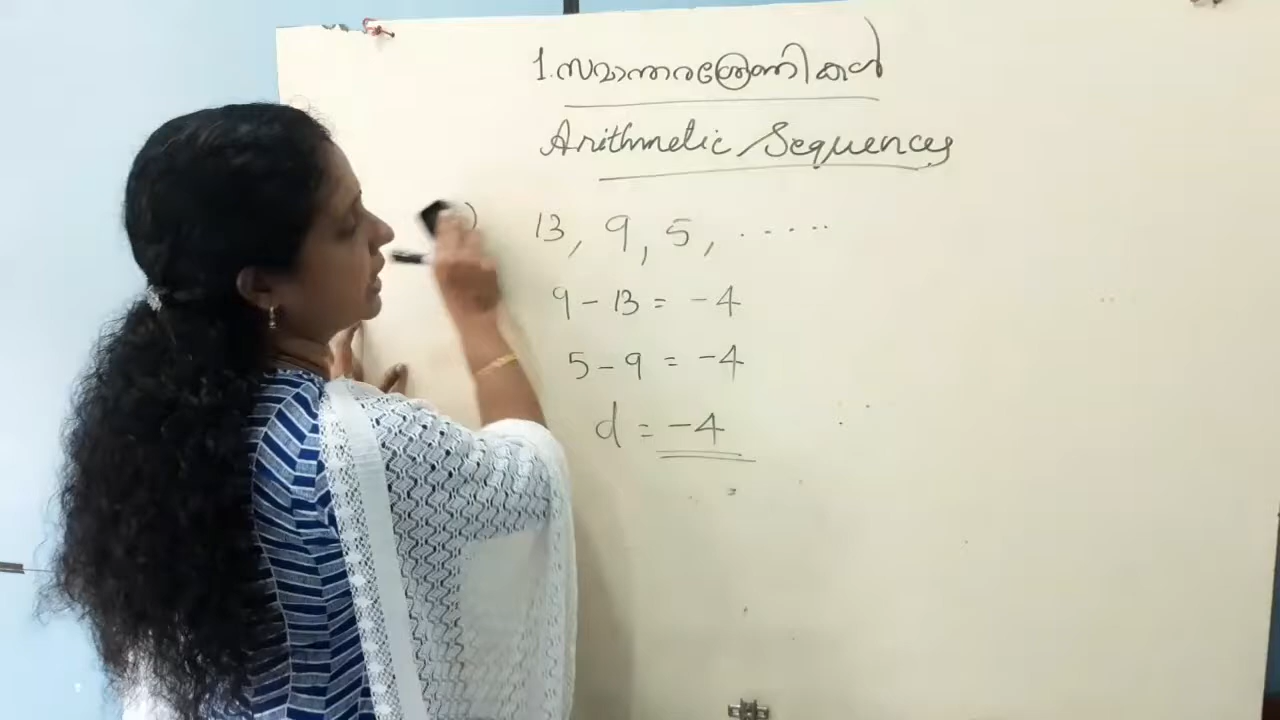 1. സമാന്തരശ്രേണികൾ
Arithmetic Sequences
) 13, 9, 5, .....
9 - 13 = -4
5 - 9 = -4
d = -4